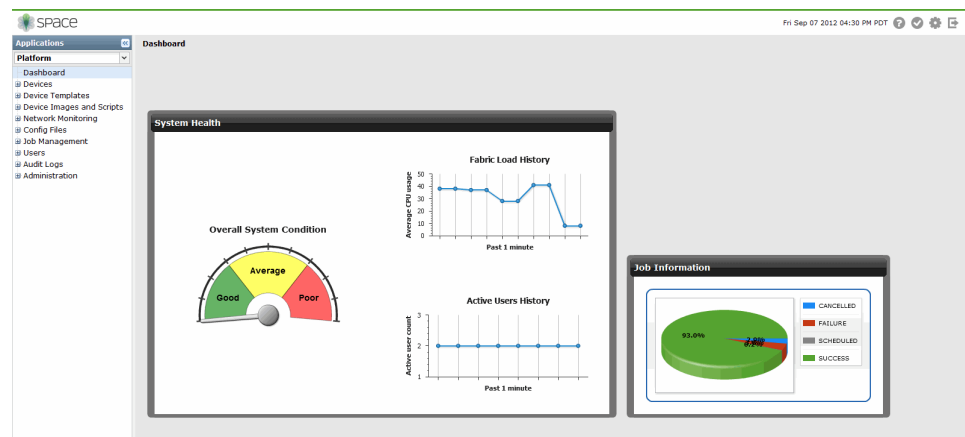 space
Fri Sep 07 2012 04:30 PM PDT
Applications
Platform
Dashboard
Devices
Device Templates
Device Images and Scripts
Network Monitoring
Config Files
Job Management
Users
Audit Logs
Administration
Dashboard
System Health
Overall System Condition
Good
Average
Poor
Fabric Load History
Average CPU usage
50
40
30
20
10
0
Past 1 minute
Active Users History
Active user count
3
2
1
Past 1 minute
Job Information
93.0%
CANCELLED
FAILURE
SCHEDULED
SUCCESS